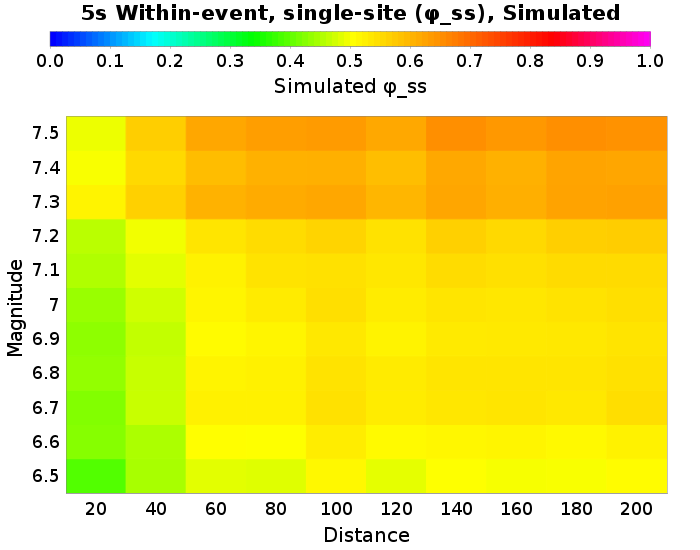 5s Within-event, single-site (φ_ss), Simulated
0.0 0.1 0.2 0.3 0.4 0.5 0.6 0.7 0.8 0.9 1.0
Simulated φ_ss
7.5
7.4
7.3
7.2
7.1
7
6.9
6.8
6.7
6.6
6.5
Magnitude
20 40 60 80 100 120 140 160 180 200
Distance